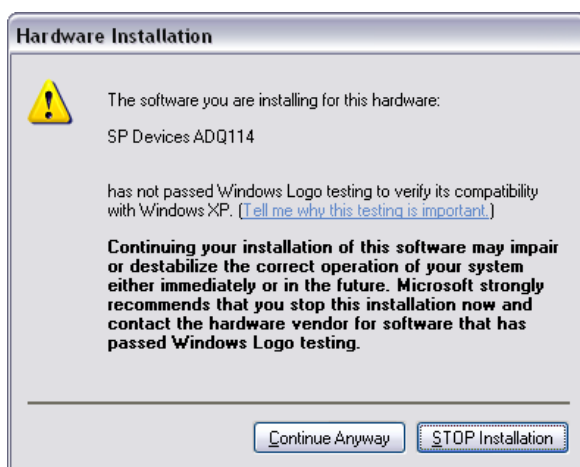 Hardware Installation
The software you are installing for this hardware:
SP Devices ADQ114
has not passed Windows Logo testing to verify its compatibility
with Windows XP. (Tell me why this testing is important.)
Continuing your installation of this software may impair
or destabilize the correct operation of your system
either immediately or in the future. Microsoft strongly
recommends that you stop this installation now and
contact the hardware vendor for software that has
passed Windows Logo testing.
Continue Anyway STOP Installation